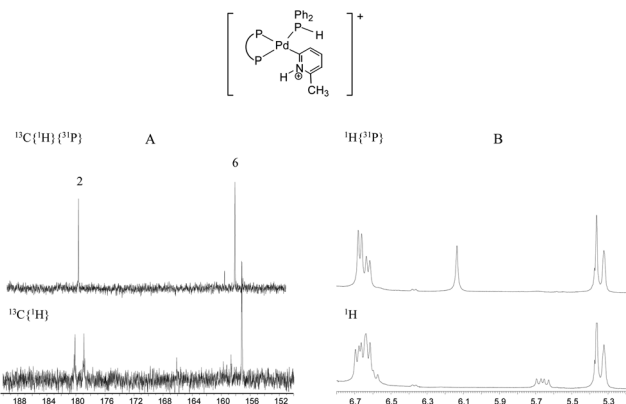 Ph₂
+
P
P
H
Pd
P
N
H
⊕
CH₃
¹³C{¹H}{³¹P}
A
¹H{³¹P}
B
6
2
¹³C{¹H}
¹H
188 184 180 176 172 168 164 160 156 152
6.7 6.5 6.3 6.1 5.9 5.7 5.5 5.3